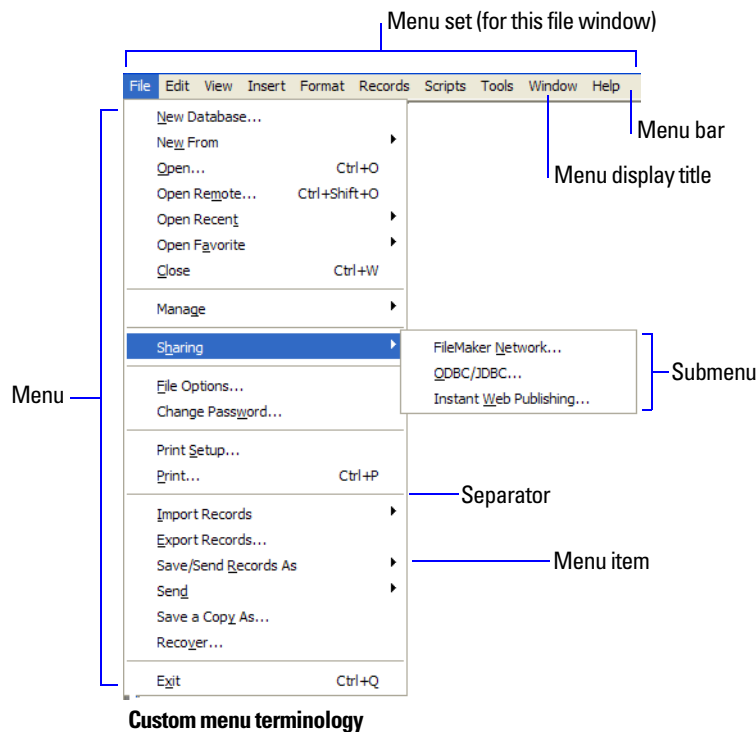 Menu set (for this file window)
File Edit View Insert Format Records Scripts Tools Window Help
Menu bar
Menu display title
New Database...
New From
Open... Ctrl+O
Open Remote... Ctrl+Shift+O
Open Recent
Open Favorite
Close Ctrl+W
Manage
Sharing
FileMaker Network...
ODBC/JDBC...
Instant Web Publishing...
Submenu
File Options...
Change Password...
Menu
Print Setup...
Print... Ctrl+P
Separator
Import Records
Export Records...
Save/Send Records As
Menu item
Send
Save a Copy As...
Recover...
Exit Ctrl+Q
Custom menu terminology